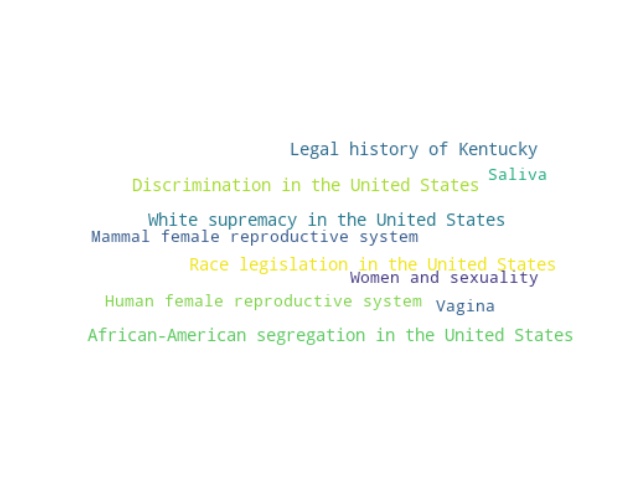 Legal history of Kentucky
Saliva
Discrimination in the United States
White supremacy in the United States
Mammal female reproductive system
Race legislation in the United States
Women and sexuality
Human female reproductive system
Vagina
African-American segregation in the United States